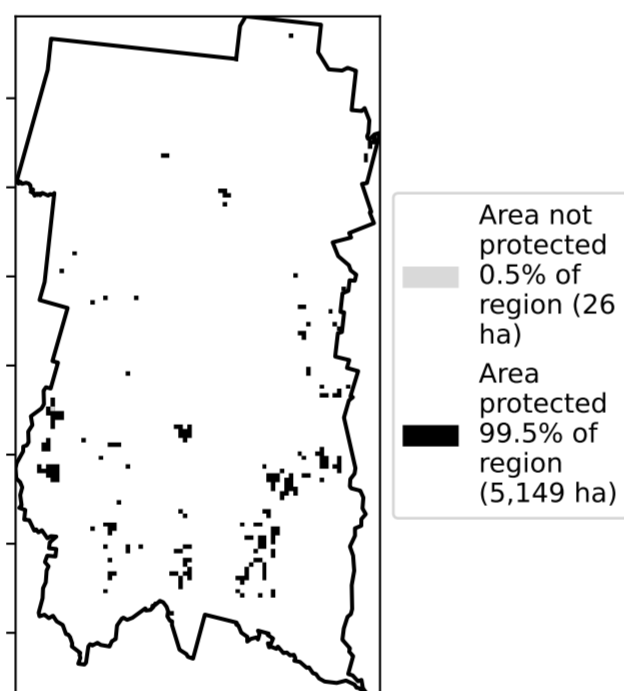 Area not
protected
0.5% of
region (26
ha)
Area
protected
99.5% of
region
(5,149 ha)